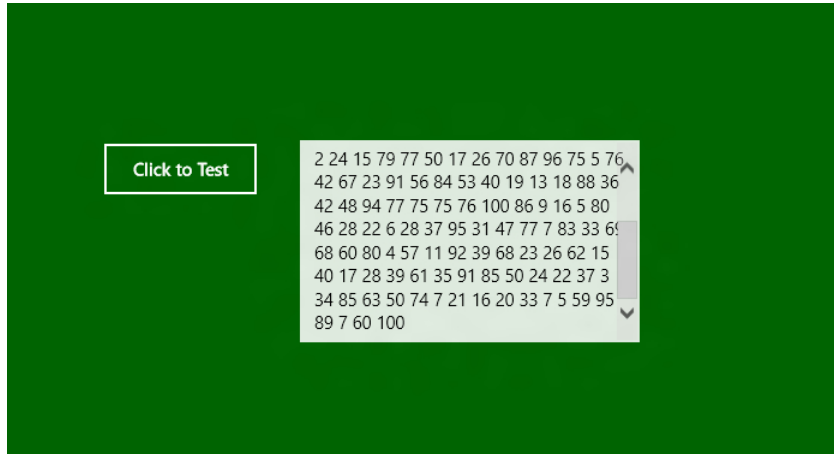 Click to Test
2 24 15 79 77 50 17 26 70 87 96 75 5 76
42 67 23 91 56 84 53 40 19 13 18 88 36
42 48 94 77 75 75 76 100 86 9 16 5 80
46 28 22 6 28 37 95 31 47 77 7 83 33 69
68 60 80 4 57 11 92 39 68 23 26 62 15
40 17 28 39 61 35 91 85 50 24 22 37 3
34 85 63 50 74 7 21 16 20 33 7 5 59 95
89 7 60 100